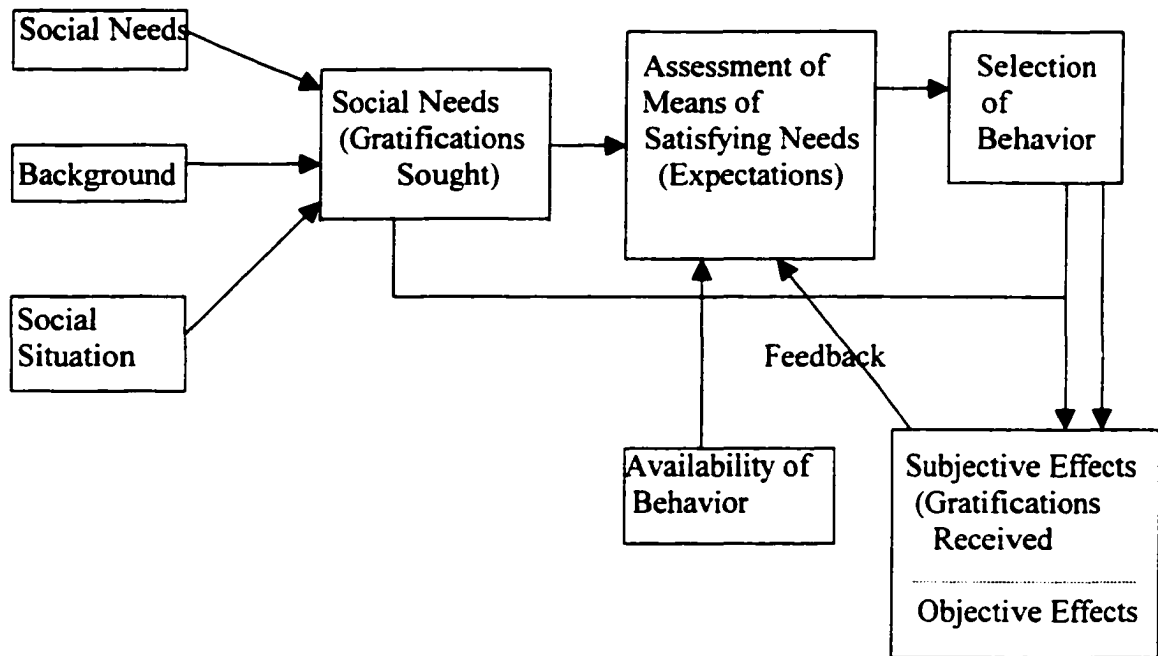 Social Needs
Background
Social
Situation
Social Needs
(Gratifications
Sought)
Assessment of
Means of
Satisfying Needs
(Expectations)
Selection
of
Behavior
Feedback
Availability of
Behavior
Subjective Effects
(Gratifications
Received
Objective Effects